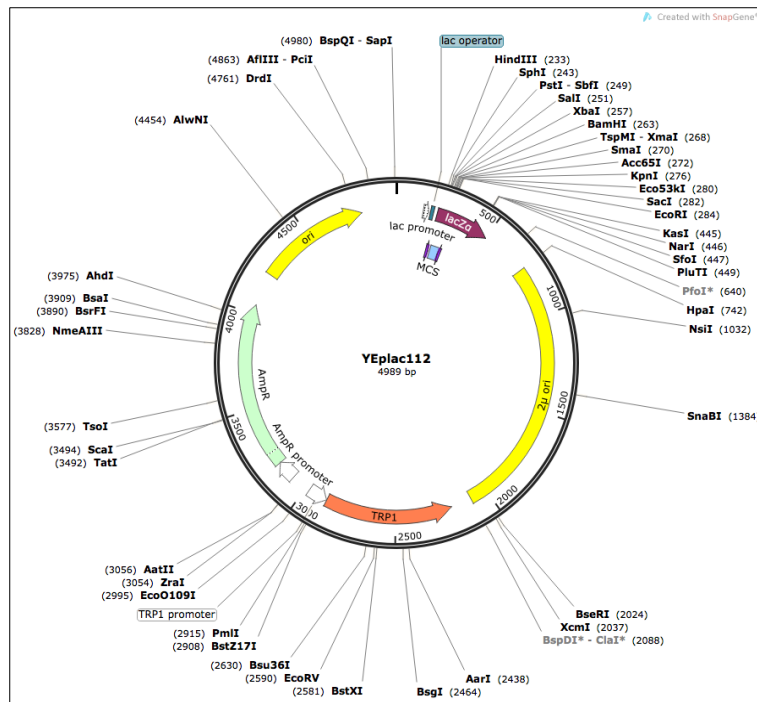 Created with SnapGene®
(4980) BspQI - SapI
lac operator
(4863) AflIII - PciI
(4761) DrdI
(4454) AlwNI
HindIII (233)
SphI (243)
PstI - SbfI (249)
SalI (251)
XbaI (257)
BamHI (263)
TspMI - XmaI (268)
SmaI (270)
Acc65I (272)
KpnI (276)
Eco53kI (280)
SacI (282)
EcoRI (284)
KasI (445)
NarI (446)
SfoI (447)
PluTI (449)
PfoI* (640)
HpaI (742)
NsiI (1032)
SnaBI (1384)
lac promoter
lacZα
MCS
ori
500
1000
1500
2000
2500
3000
3500
4000
4500
(3975) AhdI
(3909) BsaI
(3890) BsrFI
(3828) NmeAIII
YEplac112
4989 bp
2μ ori
AmpR
AmpR promoter
TRP1
(3577) TsoI
(3494) ScaI
(3492) TatI
(3056) AatII
(3054) ZraI
(2995) EcoO109I
TRP1 promoter
(2915) PmlI
(2908) BstZ17I
(2630) Bsu36I
(2590) EcoRV
(2581) BstXI
BsgI (2464)
AarI (2438)
BseRI (2024)
XcmI (2037)
BspDI* - ClaI* (2088)